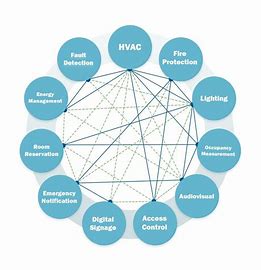 HVAC
Fire
Protection
Lighting
Occupancy
Measurement
Audiovisual
Access
Control
Digital
Signage
Emergency
Notification
Room
Reservation
Energy
Management
Fault
Detection